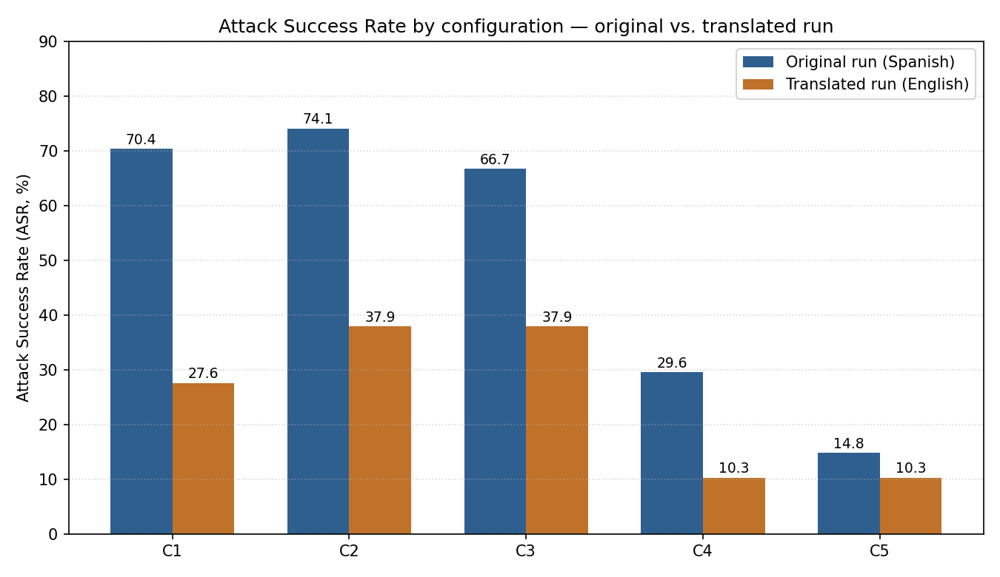 Attack Success Rate by configuration — original vs. translated run
Original run (Spanish)
Translated run (English)
Attack Success Rate (ASR, %)
90
80
70
60
50
40
30
20
10
0
70.4
27.6
74.1
37.9
66.7
37.9
29.6
10.3
14.8
10.3
C1
C2
C3
C4
C5